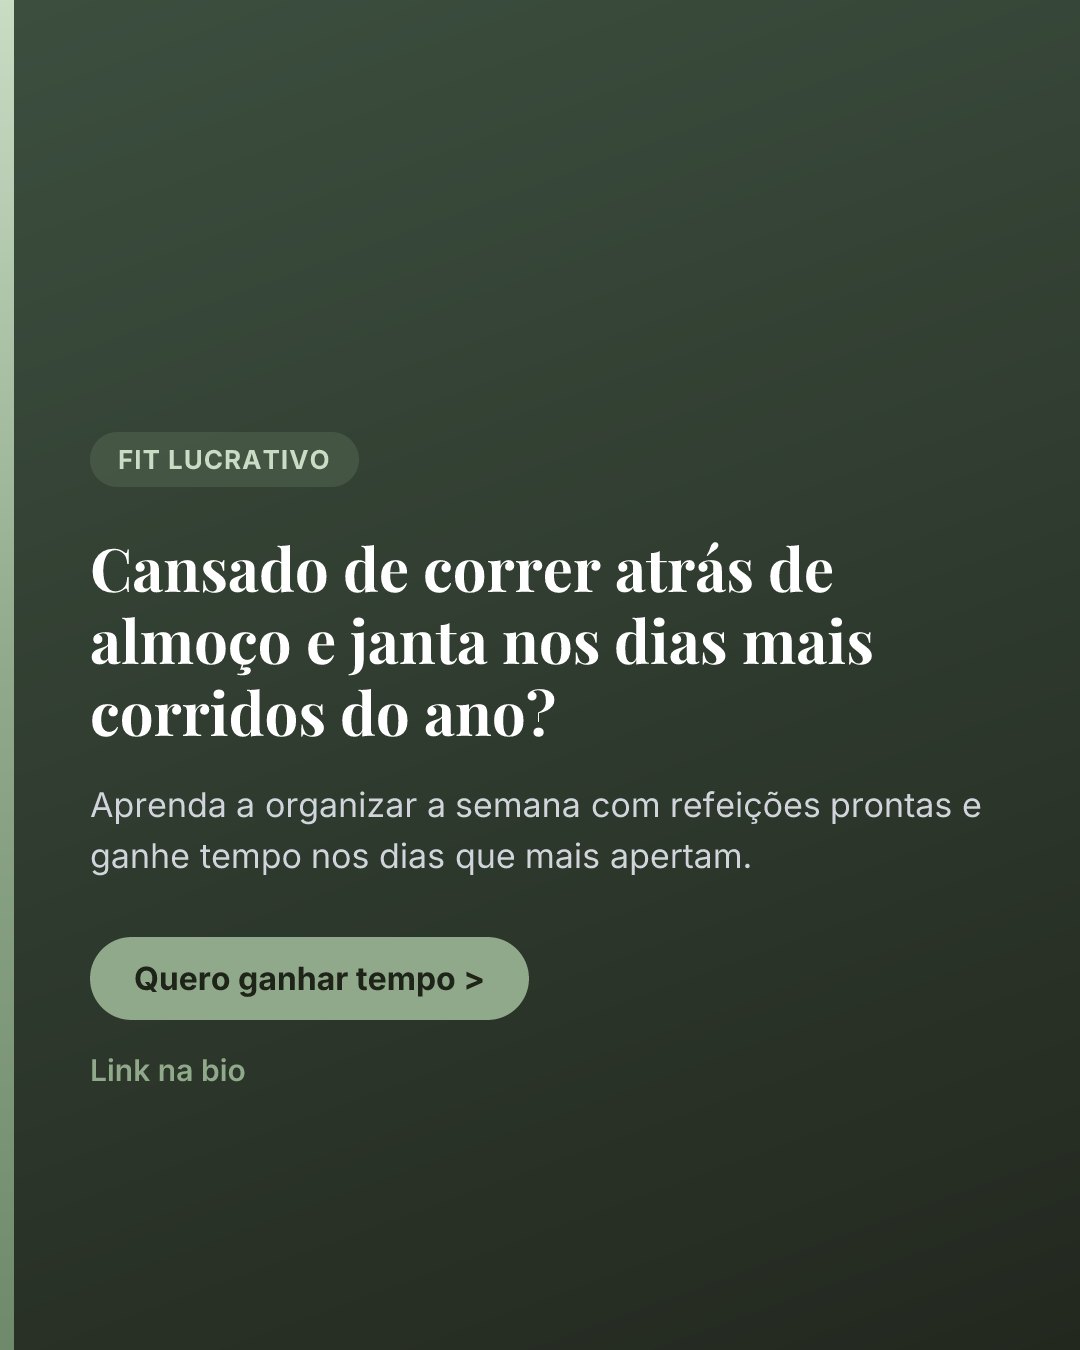 FIT LUCRATIVO
Cansado de correr atrás de
almoço e janta nos dias mais
corridos do ano?
Aprenda a organizar a semana com refeições prontas e
ganhe tempo nos dias que mais apertam.
Quero ganhar tempo >
Link na bio